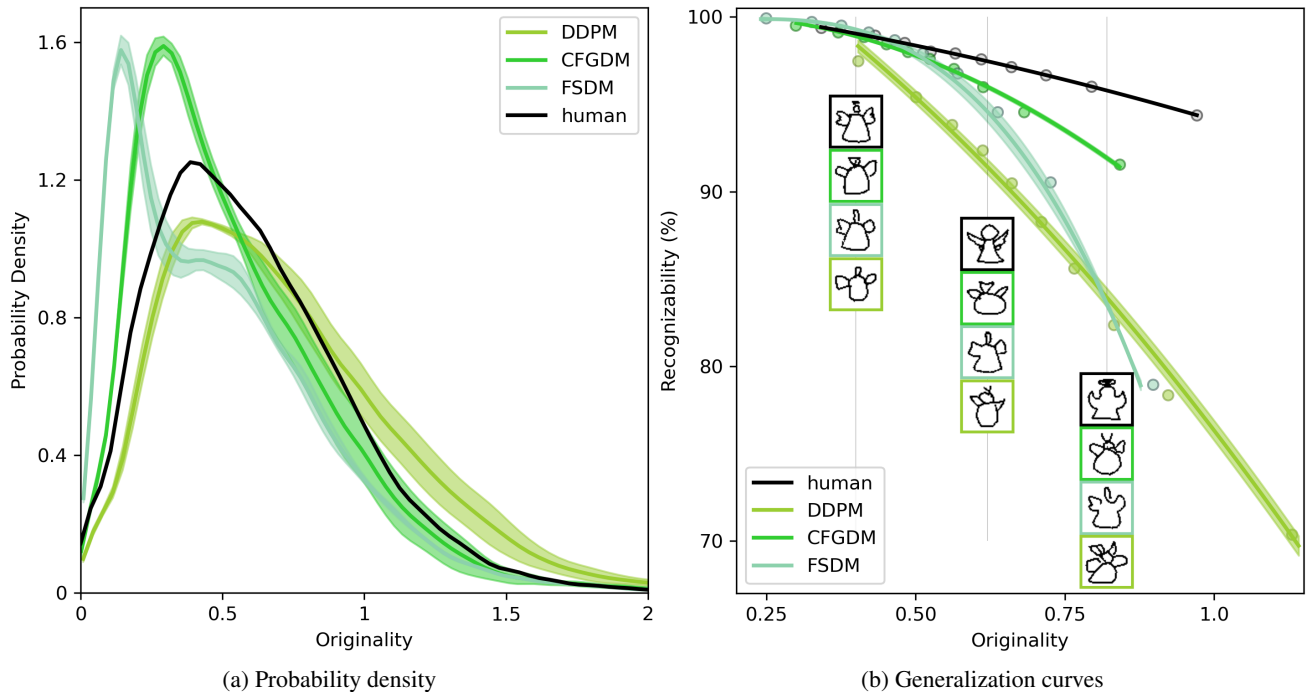 1.6
1.2
0.8
0.4
0
Probability Density
DDPM
CFGDM
FSDM
human
0
0.5
1
1.5
2
Originality
(a) Probability density
100
90
80
70
Recognizability (%)
human
DDPM
CFGDM
FSDM
0.25
0.50
0.75
1.0
Originality
(b) Generalization curves